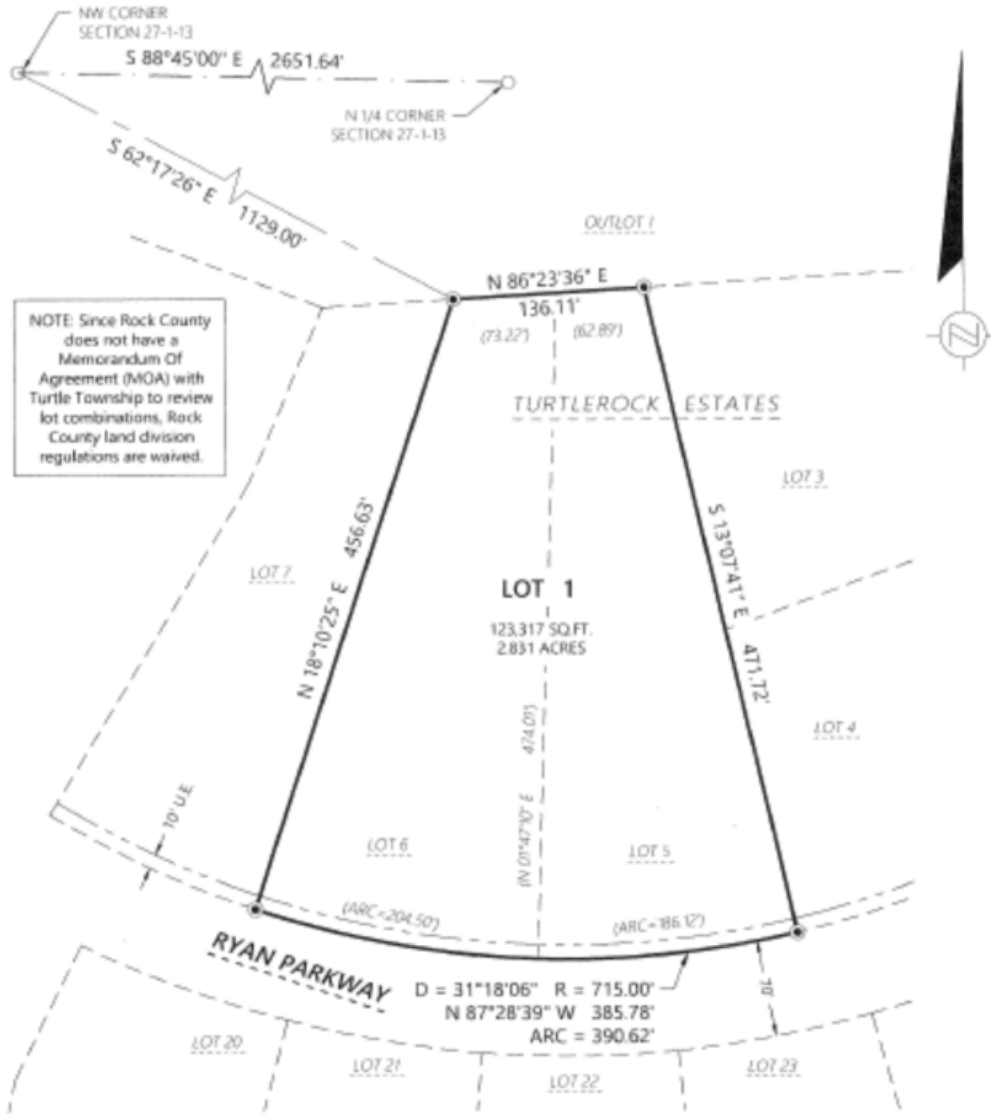 NW CORNER
SECTION 27-1-13
S 88°45'00" E 2651.64'
N 1/4 CORNER
SECTION 27-1-13
S 62°17'26" E 1129.00'
OUTLOT 1
N 86°23'36" E
136.11'
(73.22')
(62.89')
NOTE: Since Rock County
does not have a
Memorandum Of
Agreement (MOA) with
Turtle Township to review
lot combinations, Rock
County land division
regulations are waived.
TURTLEROCK ESTATES
LOT 3
N 18°10'25" E 456.63'
S 13°07'41" E 471.72'
LOT 7
LOT 1
123,317 SQ.FT.
2.831 ACRES
(N 01°47'10" E 474.01')
LOT 4
10' U.E.
LOT 6
LOT 5
(ARC=204.50')
(ARC=186.12')
RYAN PARKWAY
D = 31°18'06" R = 715.00'
N 87°28'39" W 385.78'
ARC = 390.62'
70'
LOT 20
LOT 21
LOT 22
LOT 23
N